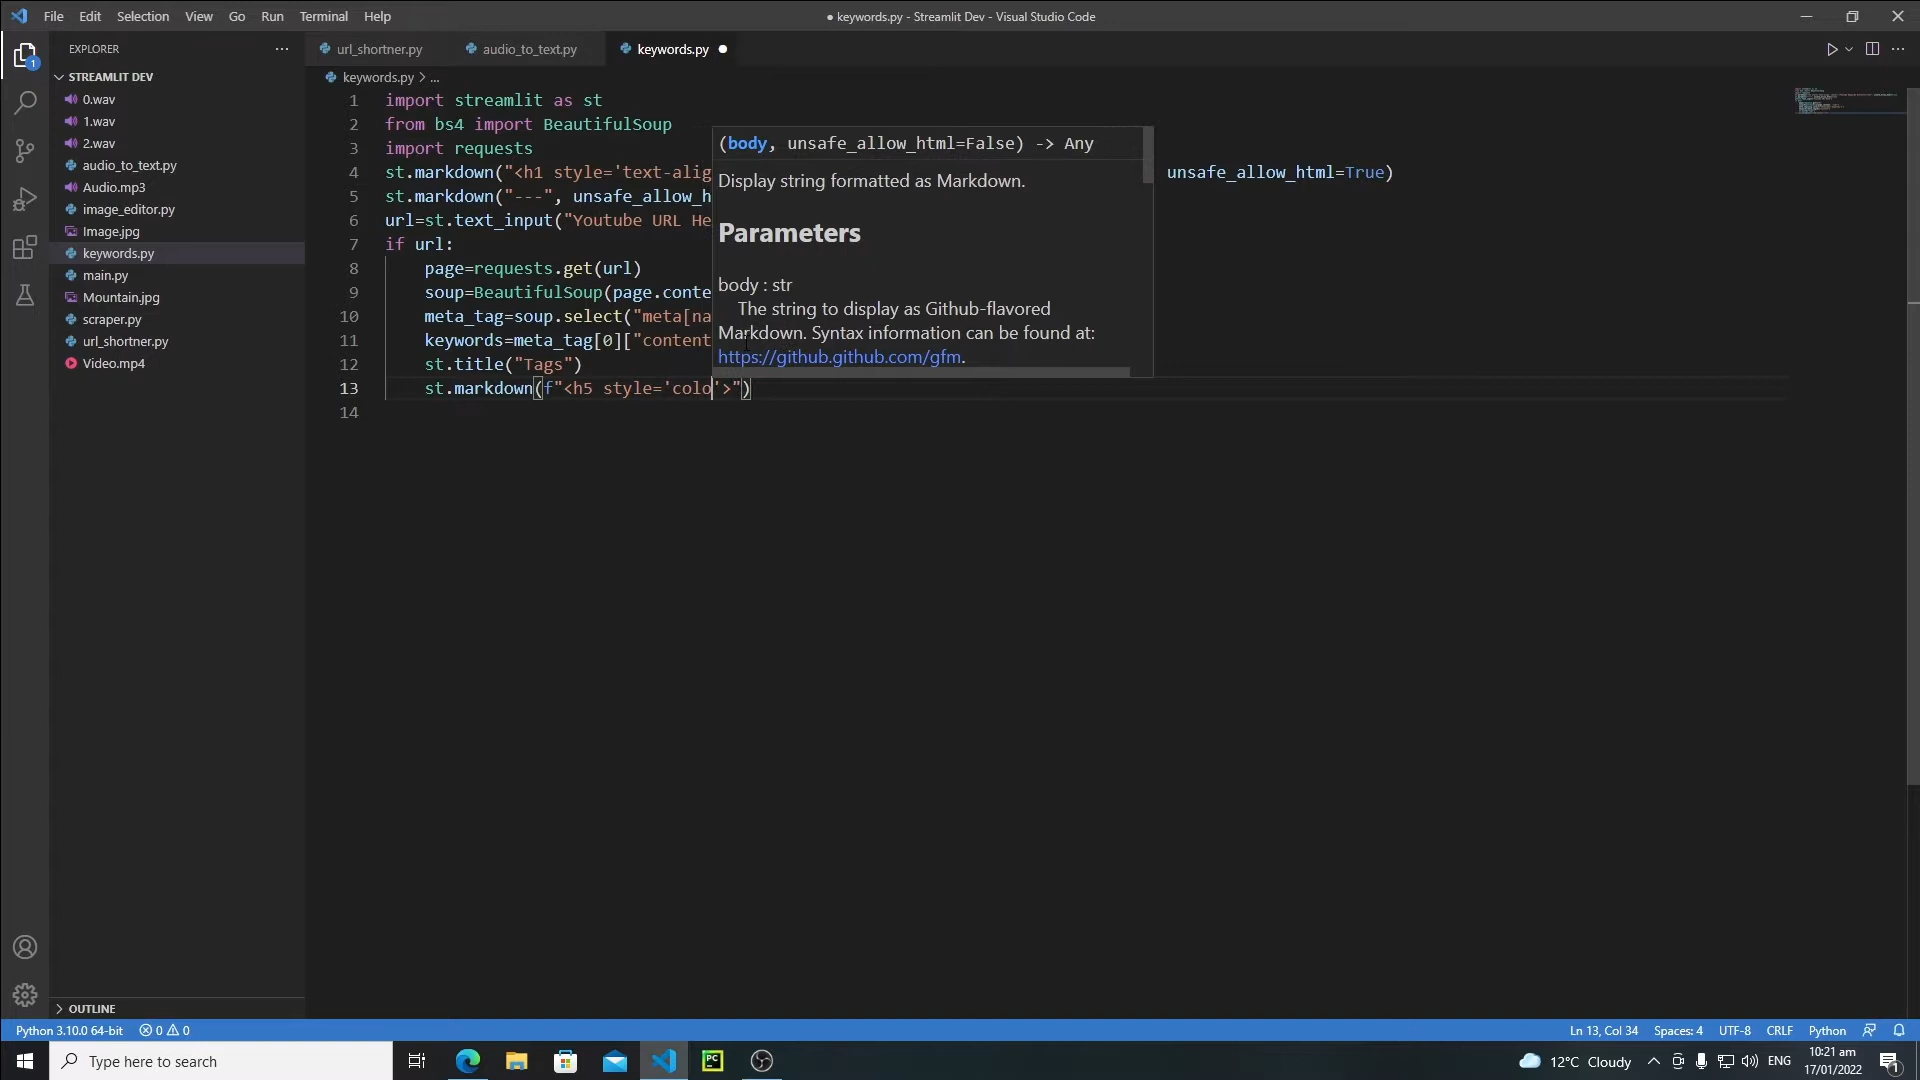 File Edit Selection View Go Run Terminal Help
● keywords.py - Streamlit Dev - Visual Studio Code
EXPLORER
url_shortner.py audio_to_text.py keywords.py
STREAMLIT DEV
keywords.py > ...
0.wav
1.wav
2.wav
audio_to_text.py
Audio.mp3
image_editor.py
Image.jpg
keywords.py
main.py
Mountain.jpg
scraper.py
url_shortner.py
Video.mp4
OUTLINE
1 import streamlit as st
2 from bs4 import BeautifulSoup
3 import requests
4 st.markdown("<h1 style='text-alig unsafe_allow_html=True)
5 st.markdown("---", unsafe_allow_h
6 url=st.text_input("Youtube URL He
7 if url:
8 page=requests.get(url)
9 soup=BeautifulSoup(page.conte
10 meta_tag=soup.select("meta[na
11 keywords=meta_tag[0]["content
12 st.title("Tags")
13 st.markdown(f"<h5 style='colo'>")
14
(body, unsafe_allow_html=False) -> Any
Display string formatted as Markdown.
Parameters
body : str
The string to display as Github-flavored
Markdown. Syntax information can be found at:
https://github.github.com/gfm.
Python 3.10.0 64-bit 0 0
Ln 13, Col 34 Spaces: 4 UTF-8 CRLF Python
Type here to search
PC
12°C Cloudy ENG
10:21 am
17/01/2022
1
1